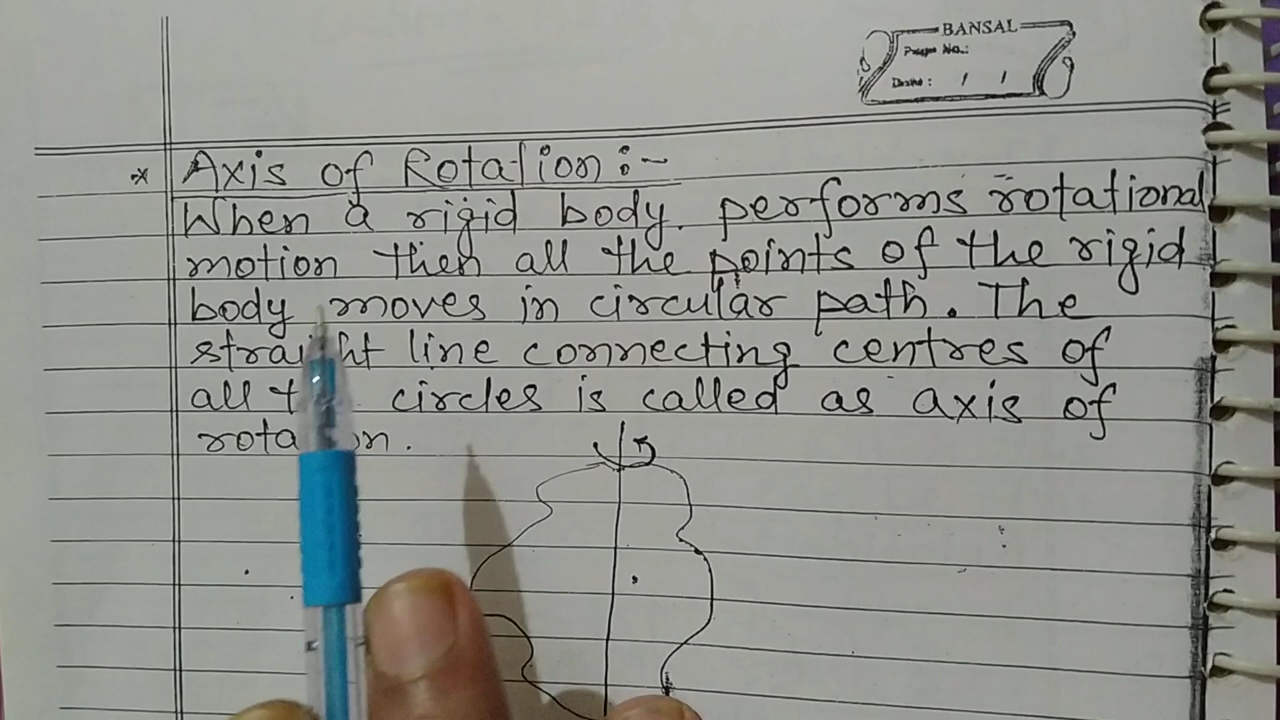 BANSAL
Page No.:
Date: / /
* Axis of Rotation :-
When a rigid body performs rotational
motion then all the points of the rigid
body moves in circular path. The
straight line connecting centres of
all circles is called as axis of
rotation.